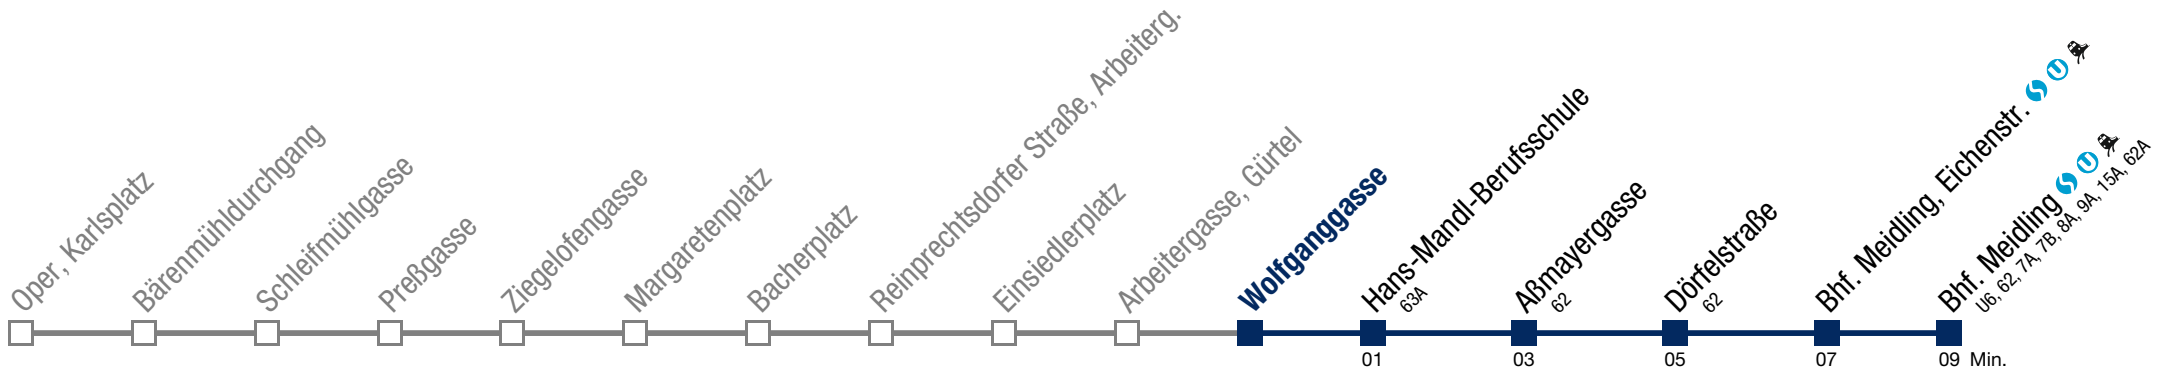 Oper, Karlsplatz
Bärenmühldurchgang
Schleifmühlgasse
Preßgasse
Ziegelofengasse
Margaretenplatz
Bacherplatz
Reinprechtsdorfer Straße, Arbeiterg.
Einsiedlerplatz
Arbeitergasse, Gürtel
Wolfganggasse
Hans-Mandl-Berufsschule
63A
Aßmayergasse
62
Dörfelstraße
62
Bhf. Meidling, Eichenstr.
Bhf. Meidling
U6, 62, 7A, 7B, 8A, 9A, 15A, 62A
01 03 05 07 09 Min.